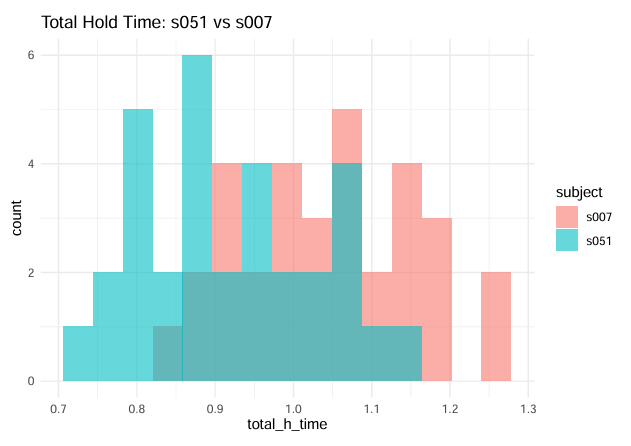 Total Hold Time: s051 vs s007
6
4
2
0
count
0.7 0.8 0.9 1.0 1.1 1.2 1.3
total_h_time
subject
s007
s051